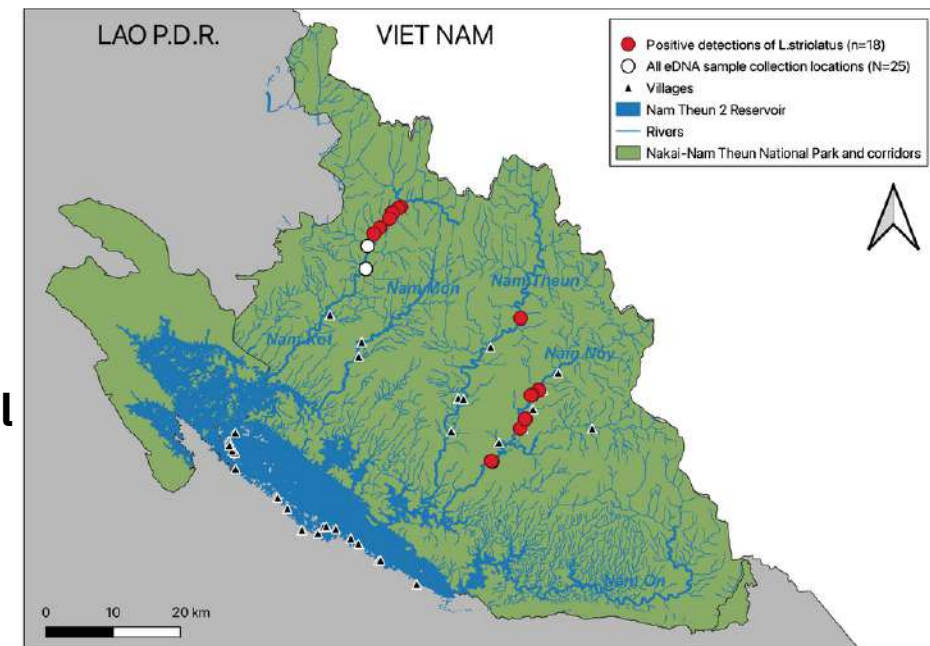 LAO P.D.R.
VIET NAM
Positive detections of L.striolatus (n=18)
All eDNA sample collection locations (N=25)
Villages
Nam Theun 2 Reservoir
Rivers
Nakai-Nam Theun National Park and corridors
Nam Theun
Nam Mon
Nam Kot
Nam Noy
l
Nam On
0 10 20 km